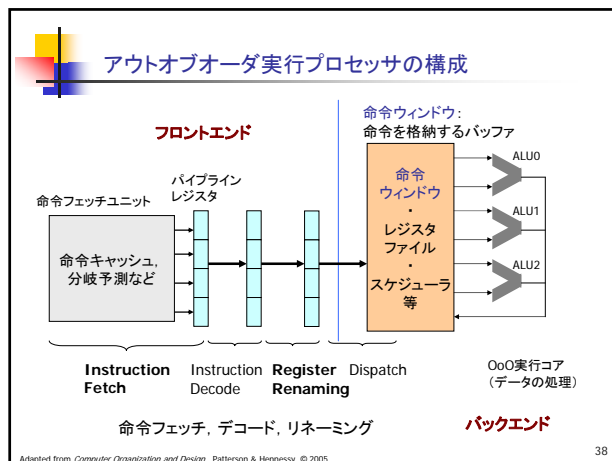 アウトオブオーダ実行プロセッサの構成
フロントエンド
命令ウィンドウ:
命令を格納するバッファ
命令フェッチユニット
パイプライン
レジスタ
命令キャッシュ,
分岐予測など
命令
ウィンドウ
・
レジスタ
ファイル
・
スケジューラ
等
ALU0
ALU1
ALU2
Instruction
Fetch
Instruction
Decode
Register
Renaming
Dispatch
OoO実行コア
(データの処理)
命令フェッチ, デコード, リネーミング
バックエンド
Adapted from Computer Organization and Design, Patterson & Hennessy, © 2005
38